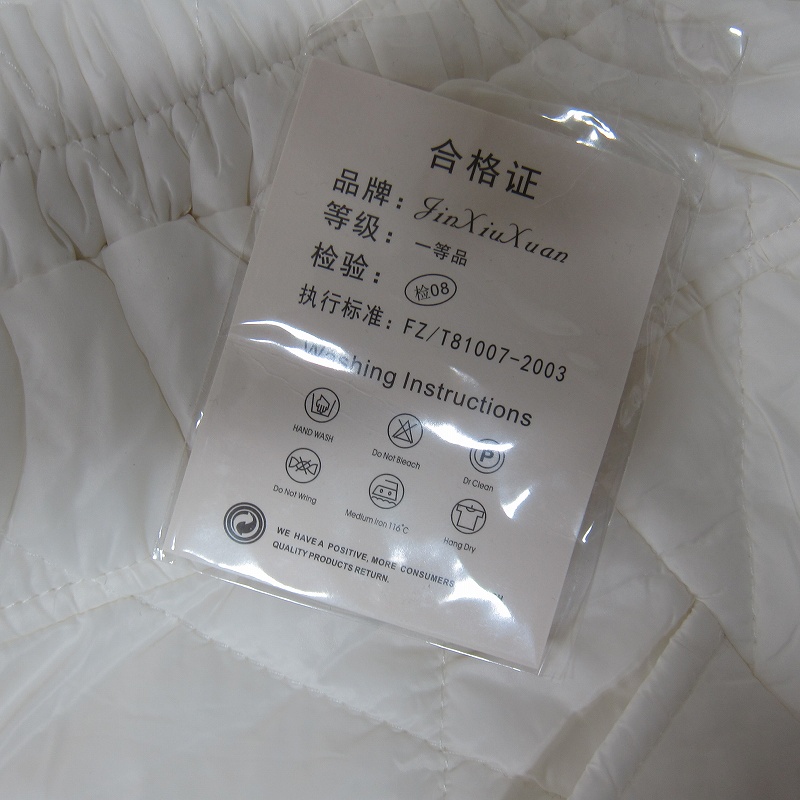 合格证
品牌：JinXiuXuan
等级：一等品
检验：检08
执行标准：FZ/T81007-2003
Washing Instructions
HAND WASH
Do Not Bleach
P
Dr Clean
Do Not Wring
Medium Iron 116°C
Hang Dry
WE HAVE A POSITIVE, MORE CONSUMERS
QUALITY PRODUCTS RETURN.